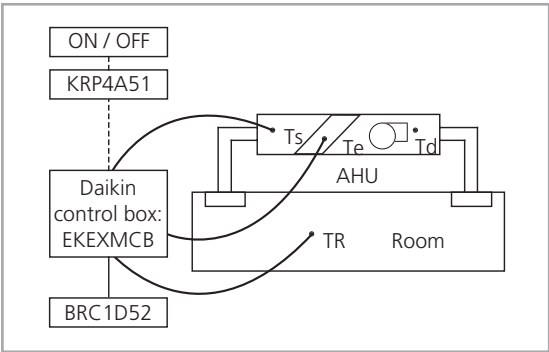 ON / OFF
KRP4A51
Ts
Te
Td
AHU
Daikin
control box:
EKEXMCB
TR
Room
BRC1D52